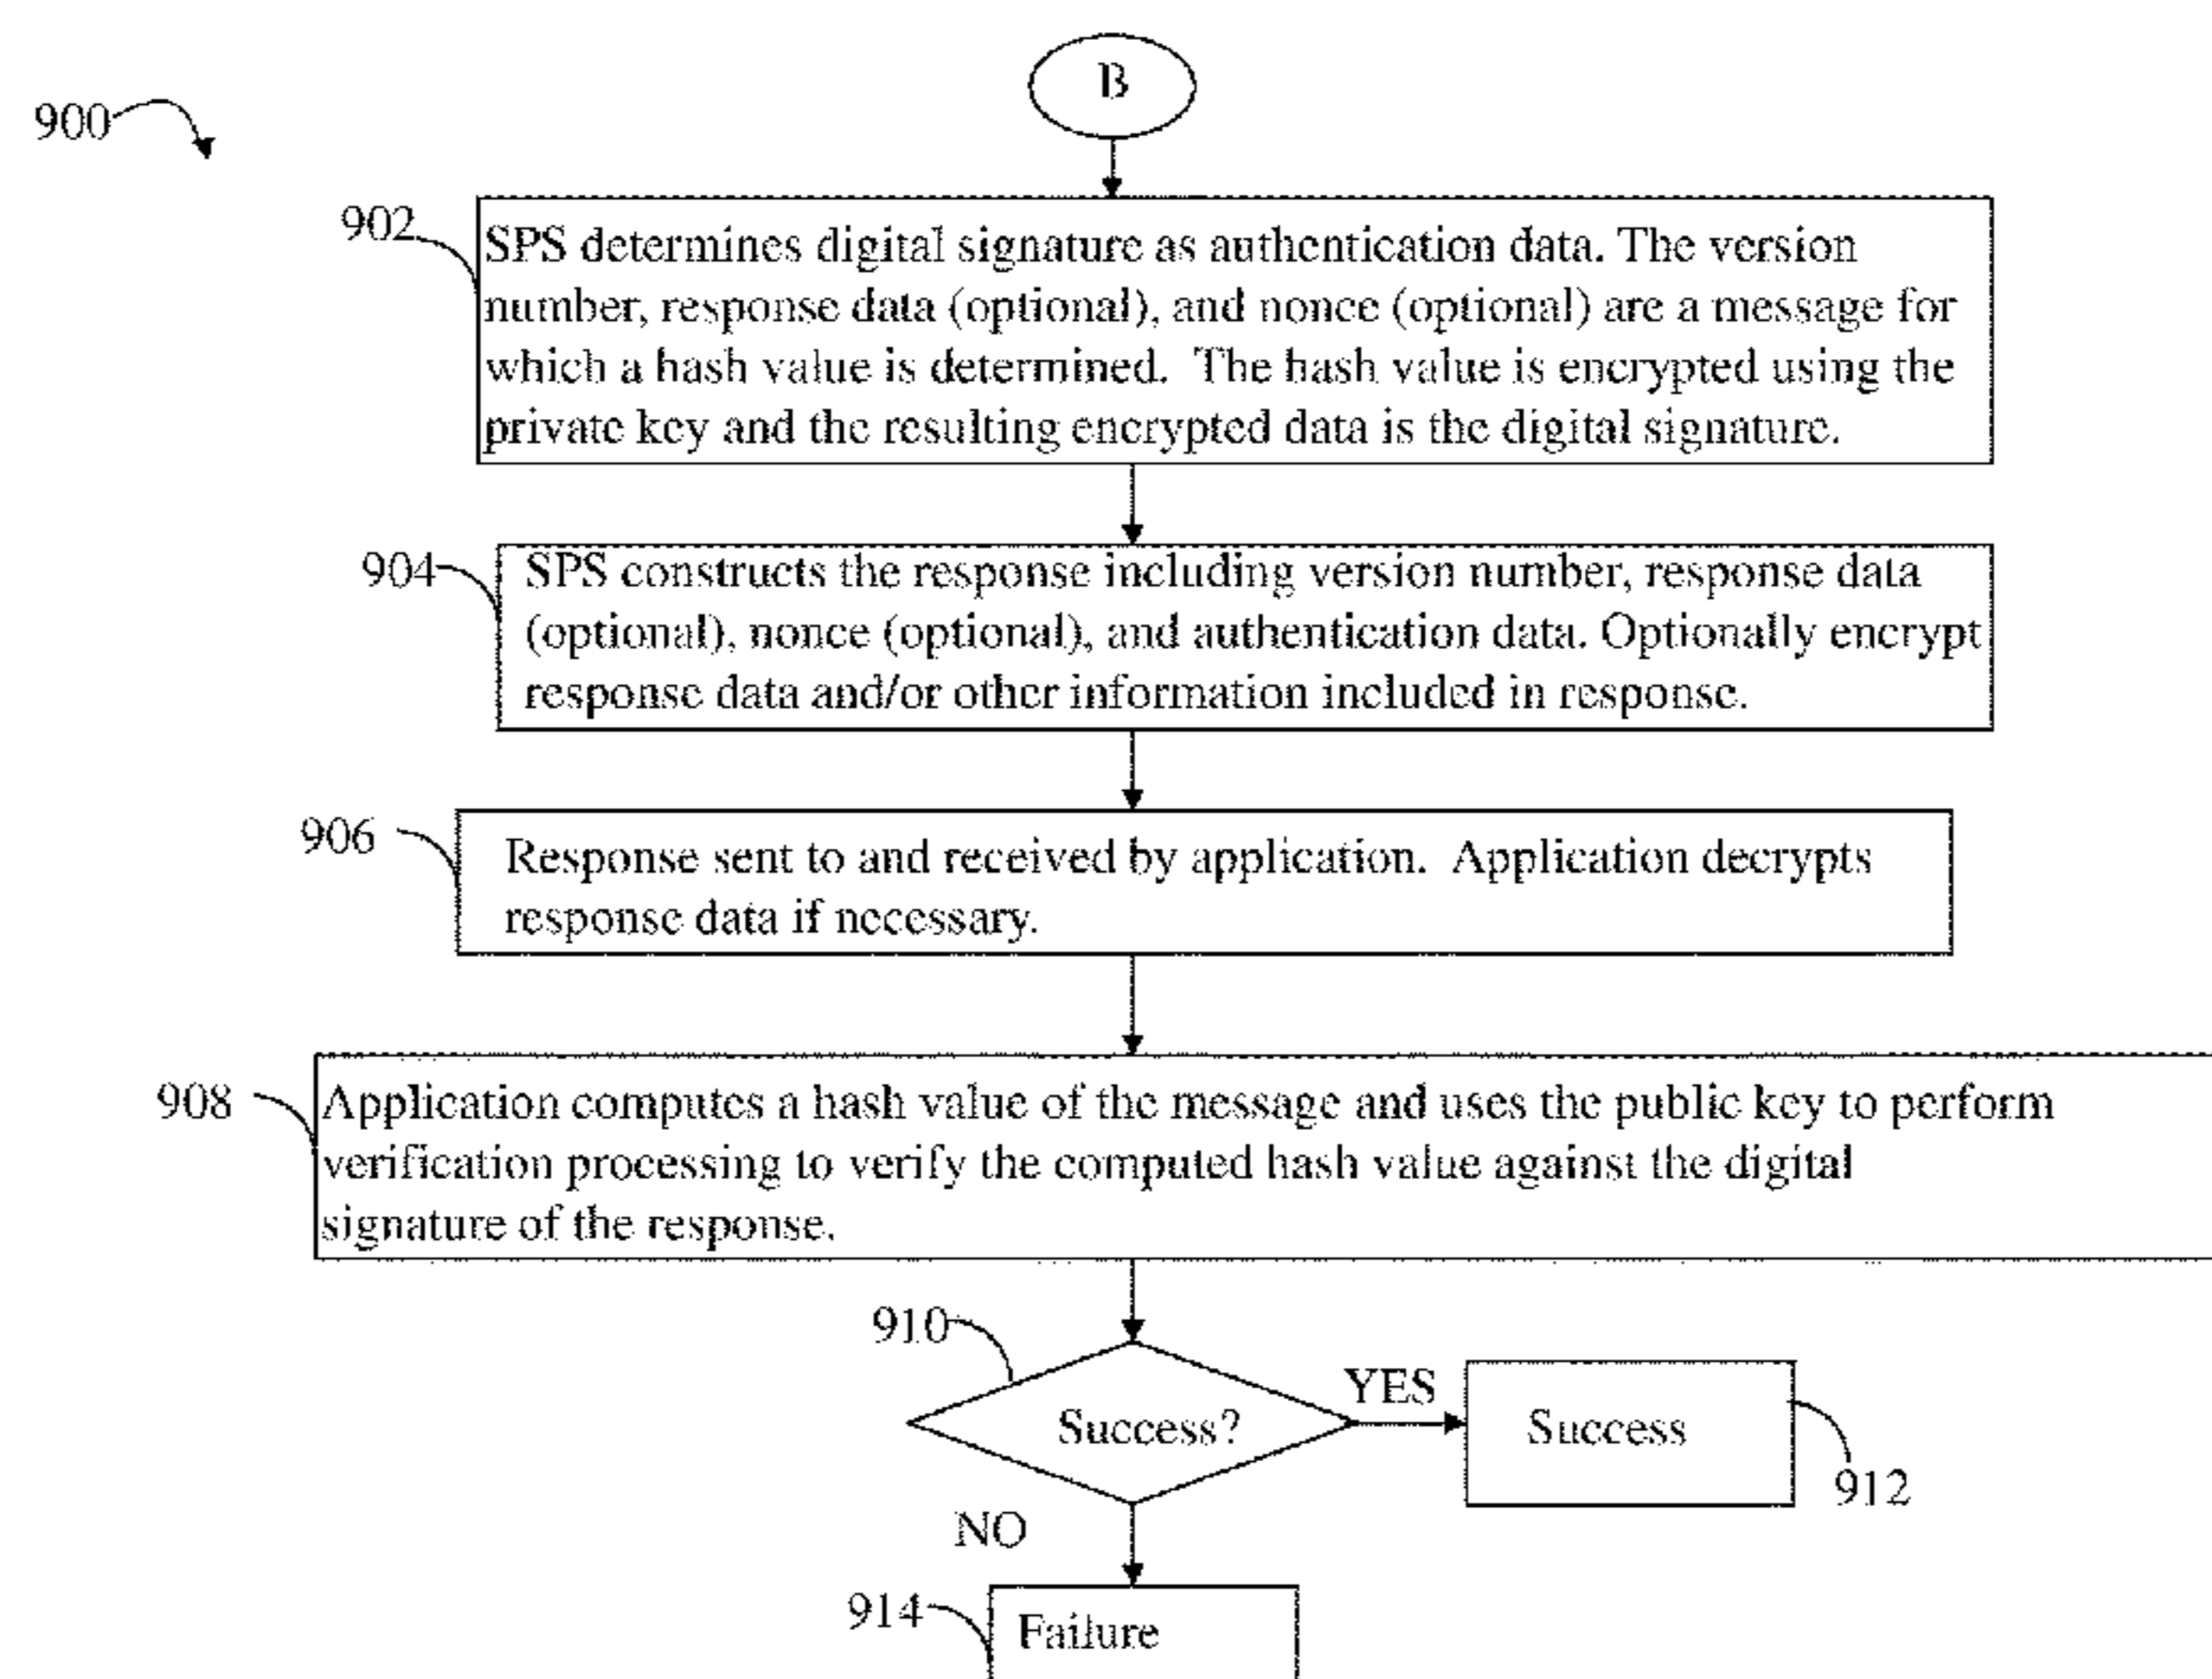 B
900
902
SPS determines digital signature as authentication data. The version
number, response data (optional), and nonce (optional) are a message for
which a hash value is determined. The hash value is encrypted using the
private key and the resulting encrypted data is the digital signature.
904
SPS constructs the response including version number, response data
(optional), nonce (optional), and authentication data. Optionally encrypt
response data and/or other information included in response.
906
Response sent to and received by application. Application decrypts
response data if necessary.
908
Application computes a hash value of the message and uses the public key to perform
verification processing to verify the computed hash value against the digital
signature of the response.
910
Success?
YES
Success
912
NO
914
Failure